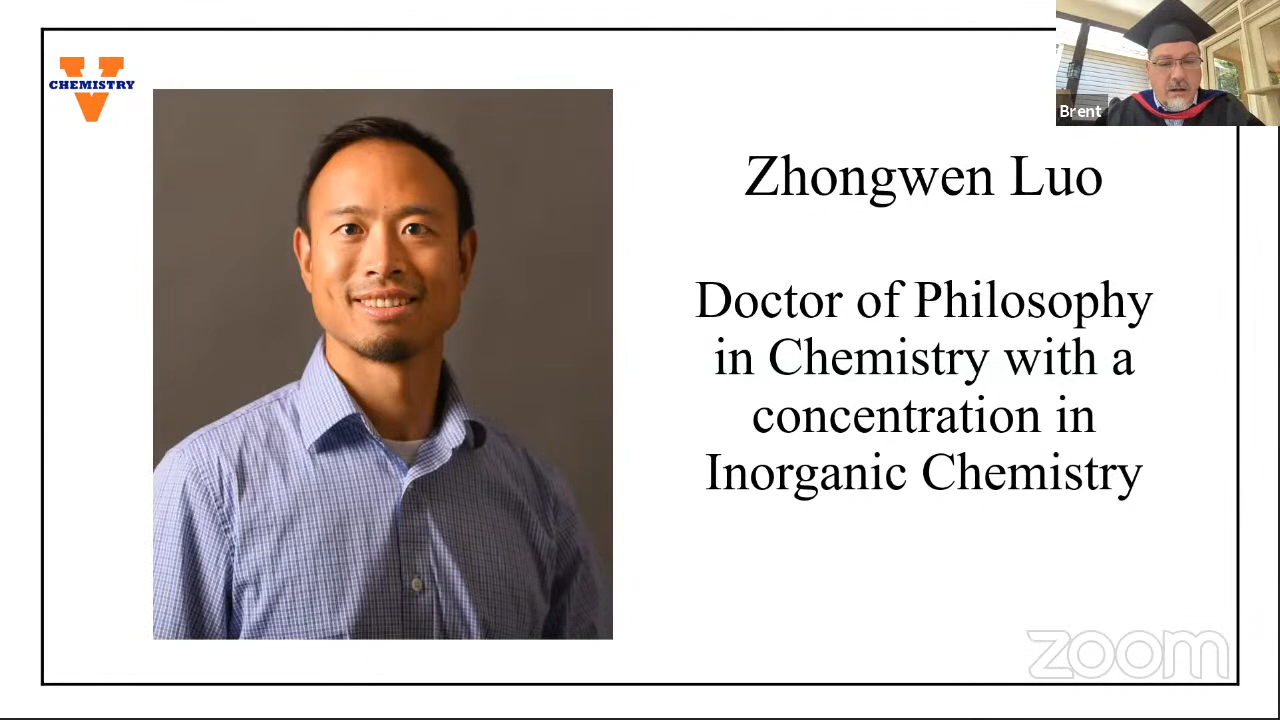 CHEMISTRY
Brent
Zhongwen Luo
Doctor of Philosophy
in Chemistry with a
concentration in
Inorganic Chemistry
zoom